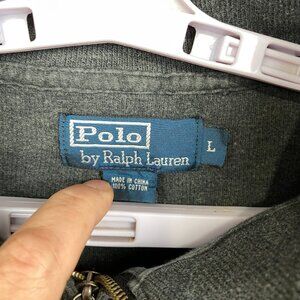 Polo
by Ralph Lauren
L
MADE IN CHINA
100% COTTON